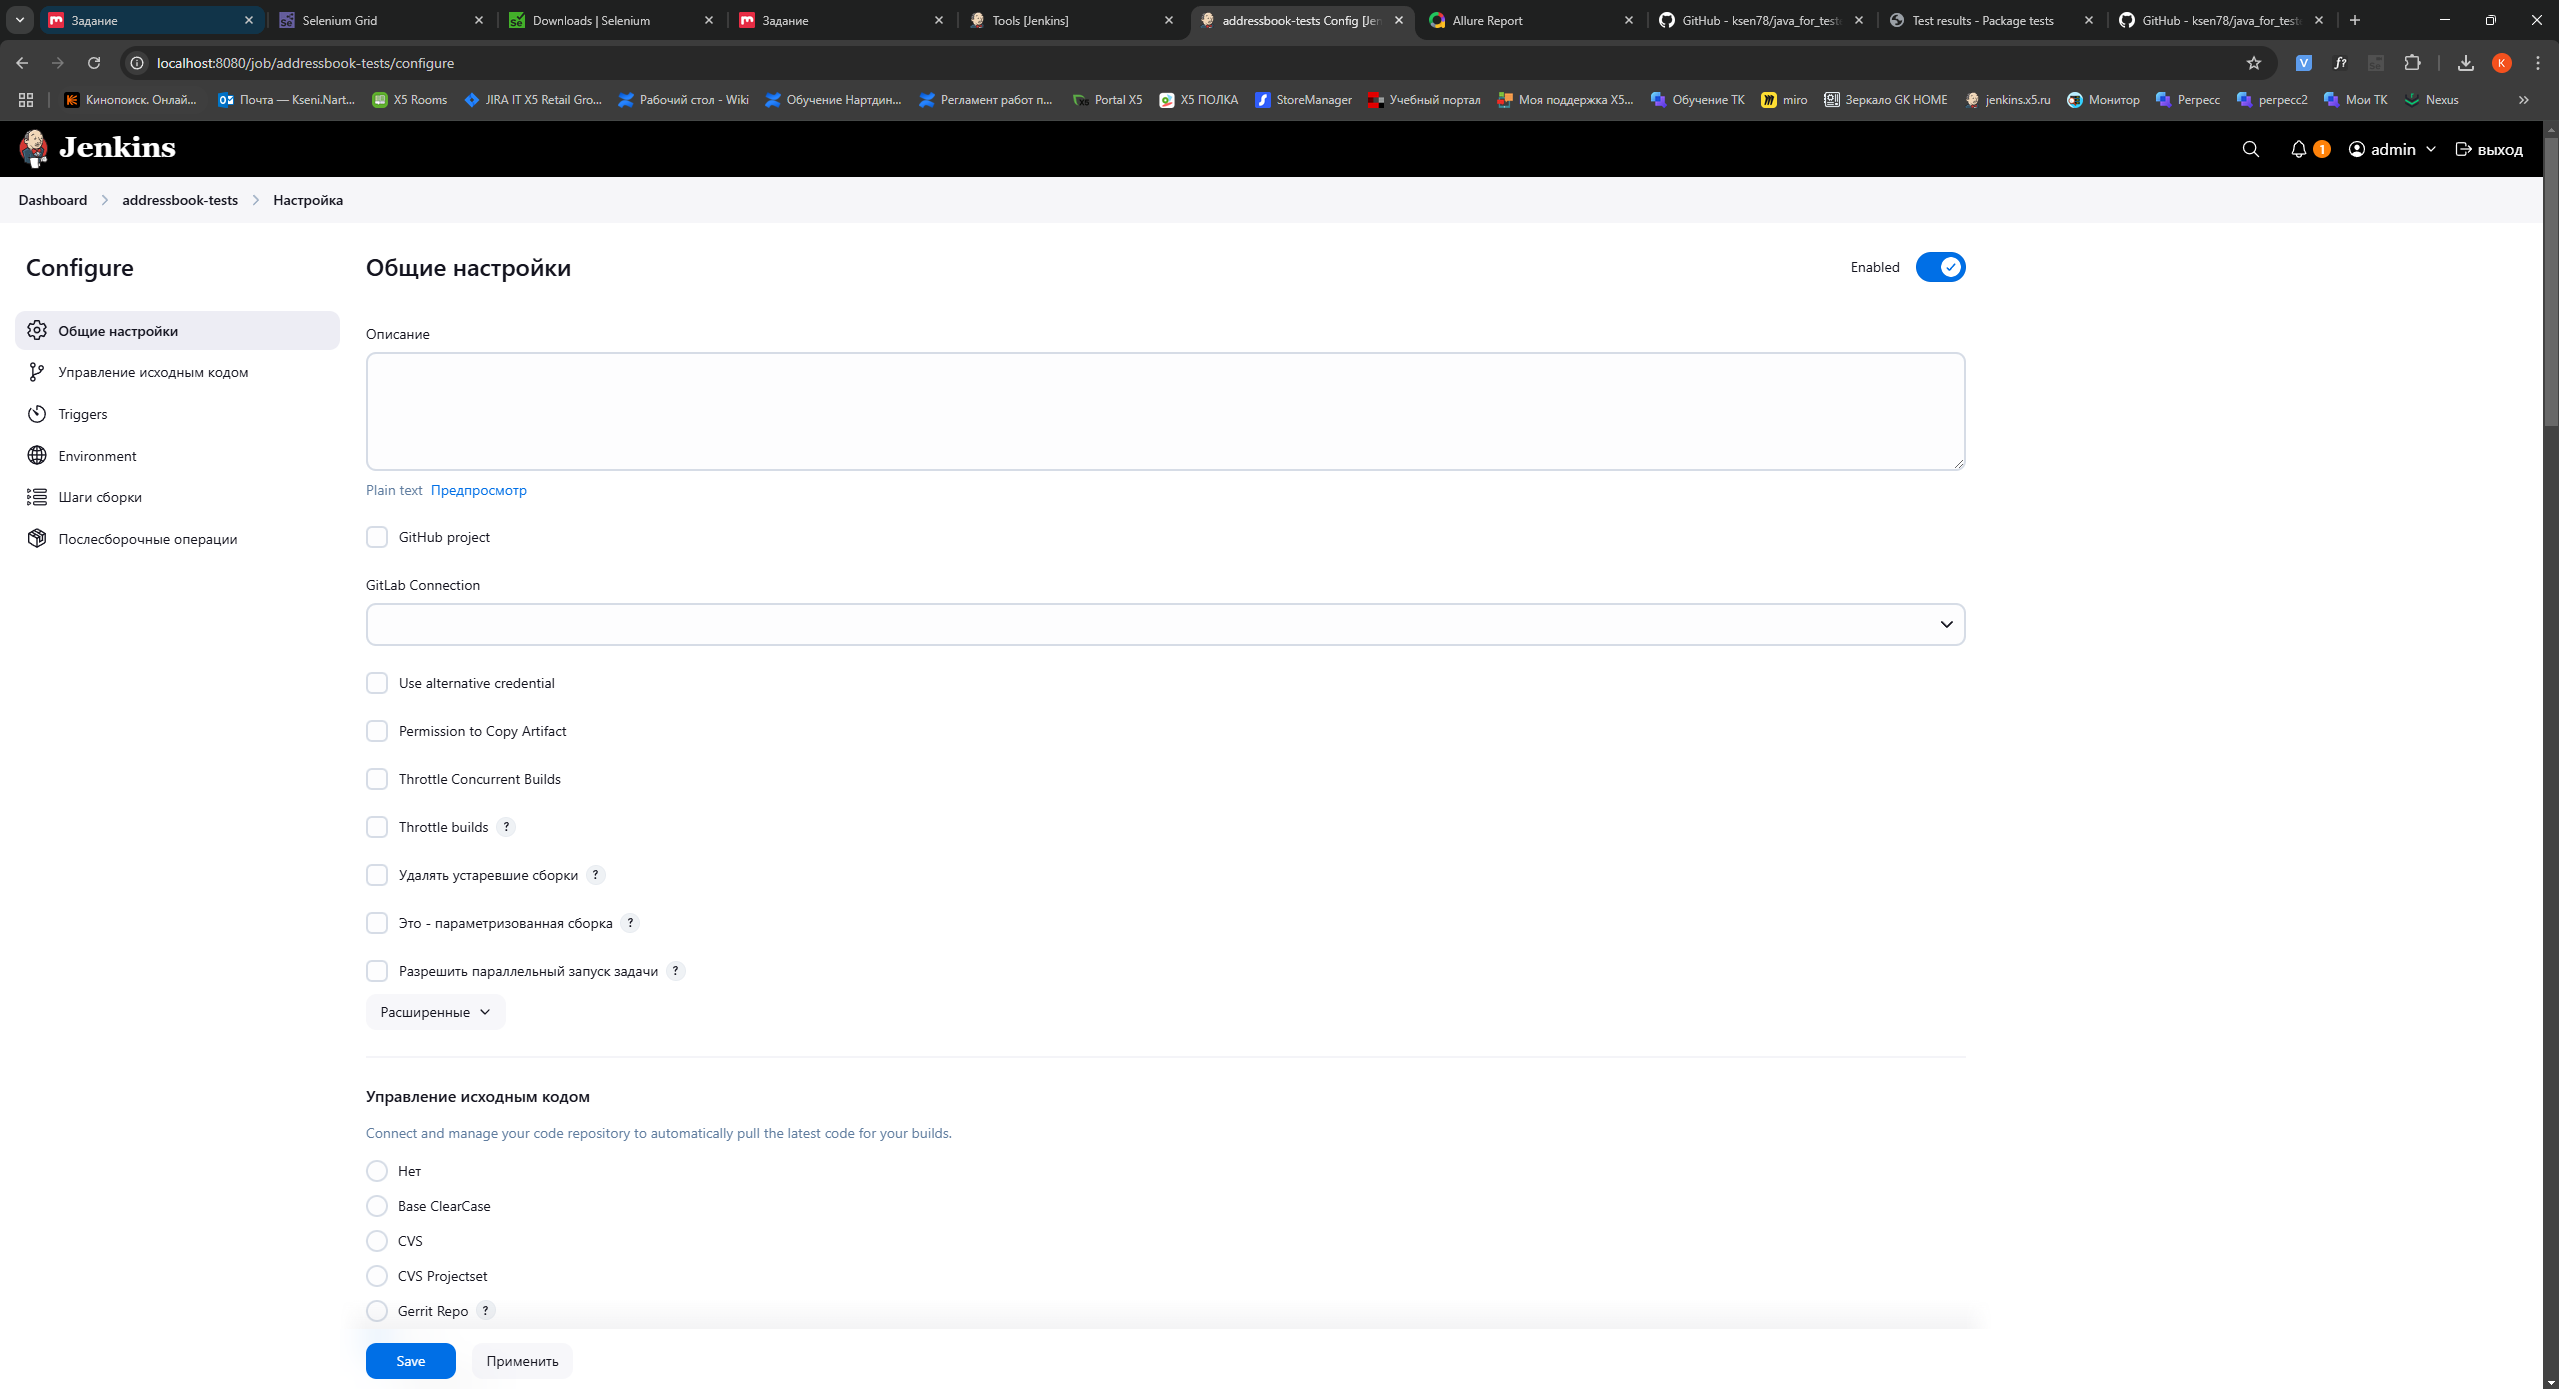 Задание
Selenium Grid
Downloads | Selenium
Задание
Tools [Jenkins]
addressbook-tests Config [Jen
Allure Report
GitHub - ksen78/java_for_test
Test results - Package tests
GitHub - ksen78/java_for_test
localhost:8080/job/addressbook-tests/configure
Кинопоиск. Онлай...
Почта — Kseni.Nart...
X5 Rooms
JIRA IT X5 Retail Gro...
Рабочий стол - Wiki
Обучение Нартдин...
Регламент работ п...
Portal X5
X5 ПОЛКА
StoreManager
Учебный портал
Моя поддержка X5...
Обучение ТК
miro
Зеркало GK HOME
jenkins.x5.ru
Монитор
Регресс
регресс2
Мои ТК
Nexus
Jenkins
1
admin
выход
Dashboard
addressbook-tests
Настройка
Configure
Общие настройки
Управление исходным кодом
Triggers
Environment
Шаги сборки
Послесборочные операции
Общие настройки
Enabled
Описание
Plain text Предпросмотр
GitHub project
GitLab Connection
Use alternative credential
Permission to Copy Artifact
Throttle Concurrent Builds
Throttle builds ?
Удалять устаревшие сборки ?
Это - параметризованная сборка ?
Разрешить параллельный запуск задачи ?
Расширенные
Управление исходным кодом
Connect and manage your code repository to automatically pull the latest code for your builds.
Нет
Base ClearCase
CVS
CVS Projectset
Gerrit Repo ?
Save
Применить